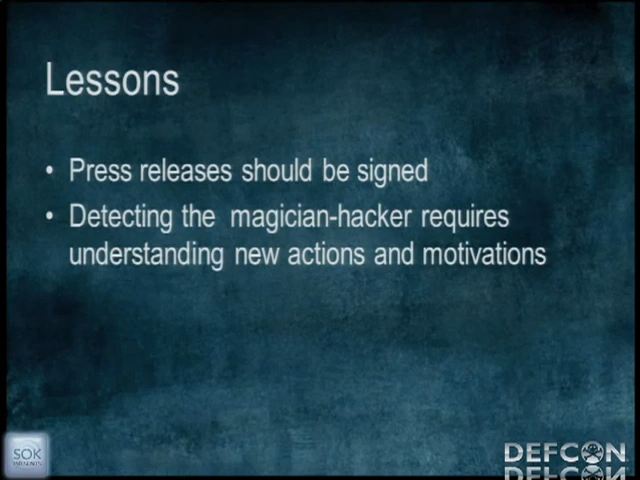 Lessons
• Press releases should be signed
• Detecting the magician-hacker requires
understanding new actions and motivations
SOK
DEFCON